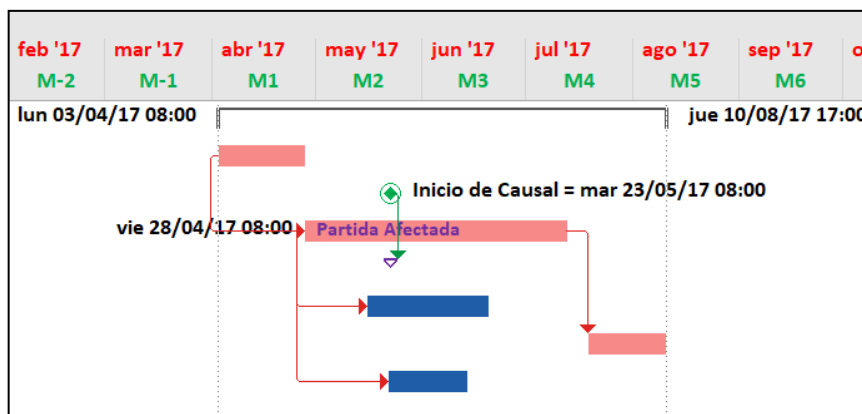 feb '17 mar '17 abr '17 may '17 jun '17 jul '17 ago '17 sep '17 o
M-2 M-1 M1 M2 M3 M4 M5 M6
lun 03/04/17 08:00 jue 10/08/17 17:00
Inicio de Causal = mar 23/05/17 08:00
vie 28/04/17 08:00 Partida Afectada